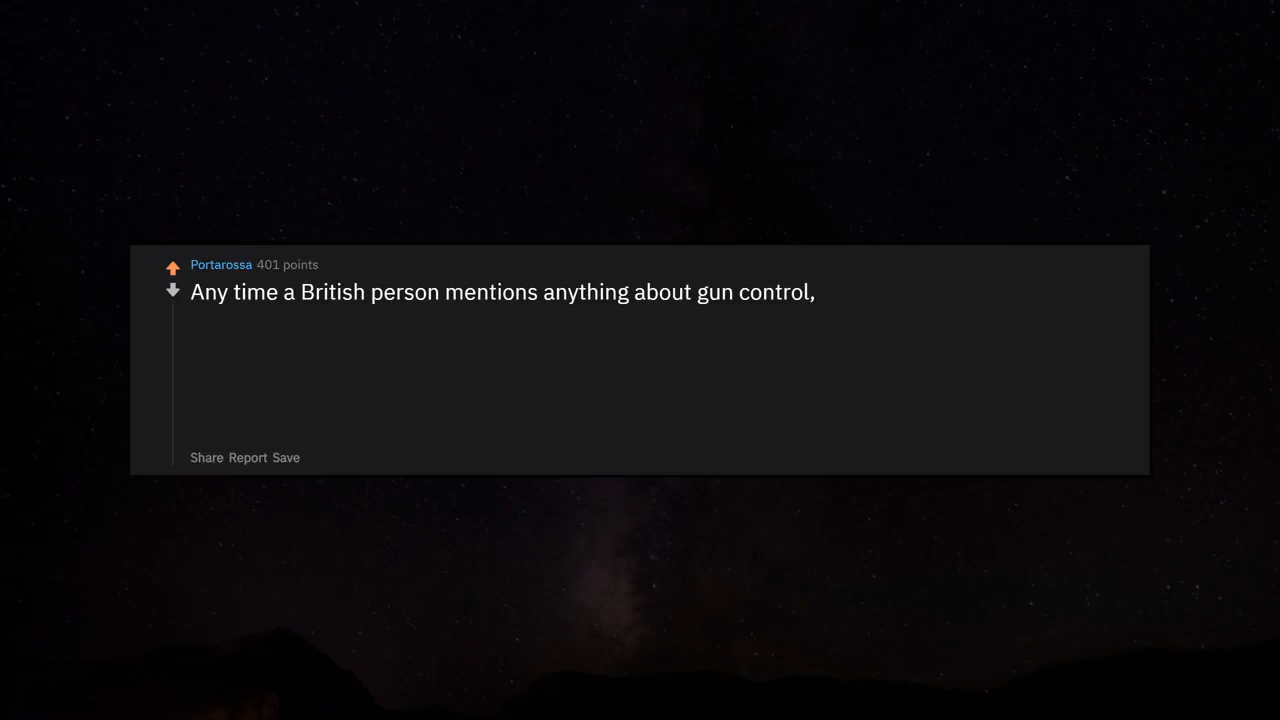 Portarossa 401 points
Any time a British person mentions anything about gun control,
Share Report Save